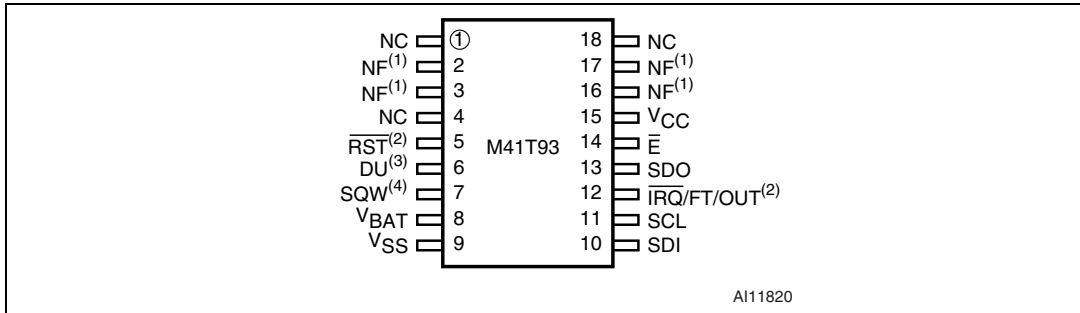 NC 1 18 NC
NF(1) 2 17 NF(1)
NF(1) 3 16 NF(1)
NC 4 15 VCC
RST(2) 5 M41T93 14 E
DU(3) 6 13 SDO
SQW(4) 7 12 IRQ/FT/OUT(2)
VBAT 8 11 SCL
VSS 9 10 SDI
AI11820